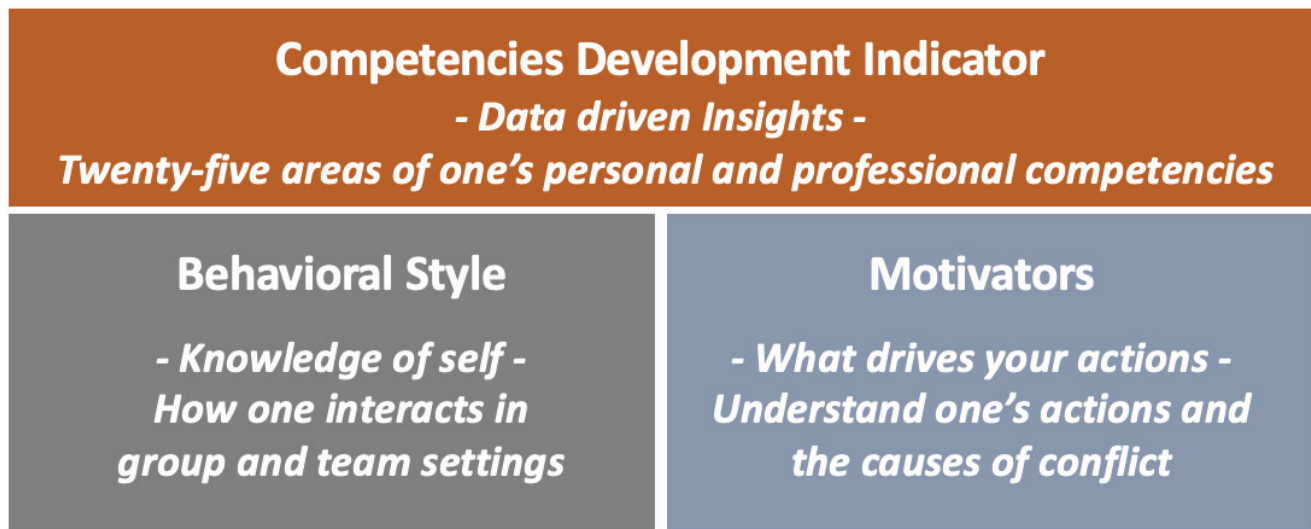 Competencies Development Indicator
- Data driven Insights -
Twenty-five areas of one’s personal and professional competencies
Behavioral Style
- Knowledge of self -
How one interacts in
group and team settings
Motivators
- What drives your actions -
Understand one’s actions and
the causes of conflict